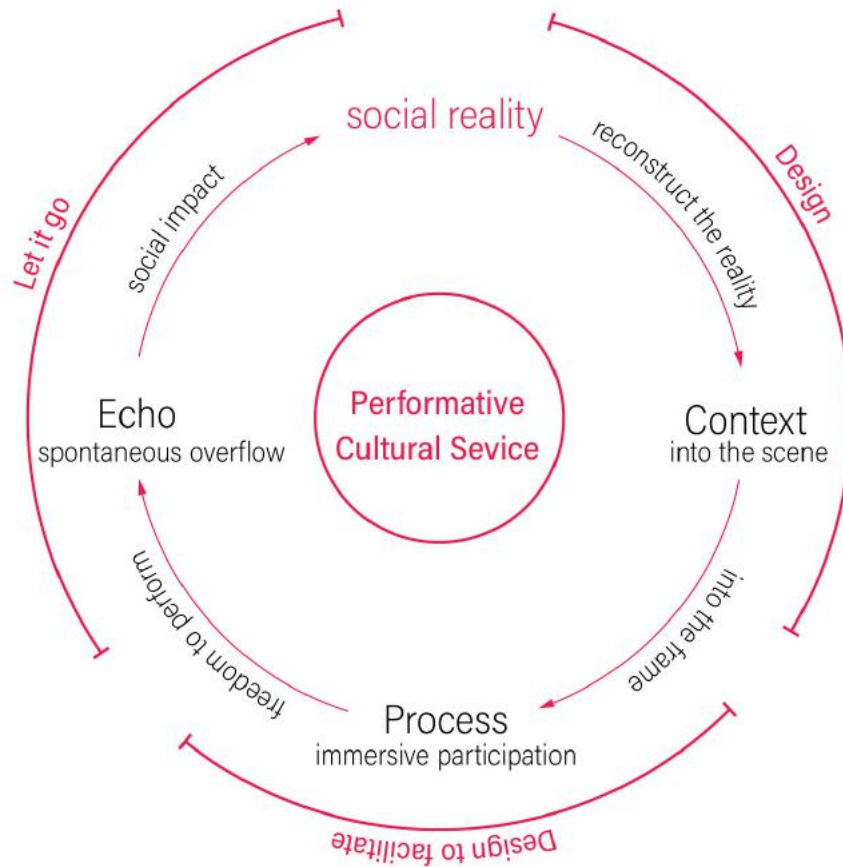 social reality
reconstruct the reality
Design
Context
into the scene
into the frame
Process
immersive participation
Design to facilitate
freedom to perform
Echo
spontaneous overflow
social impact
Let it go
Performative
Cultural Sevice